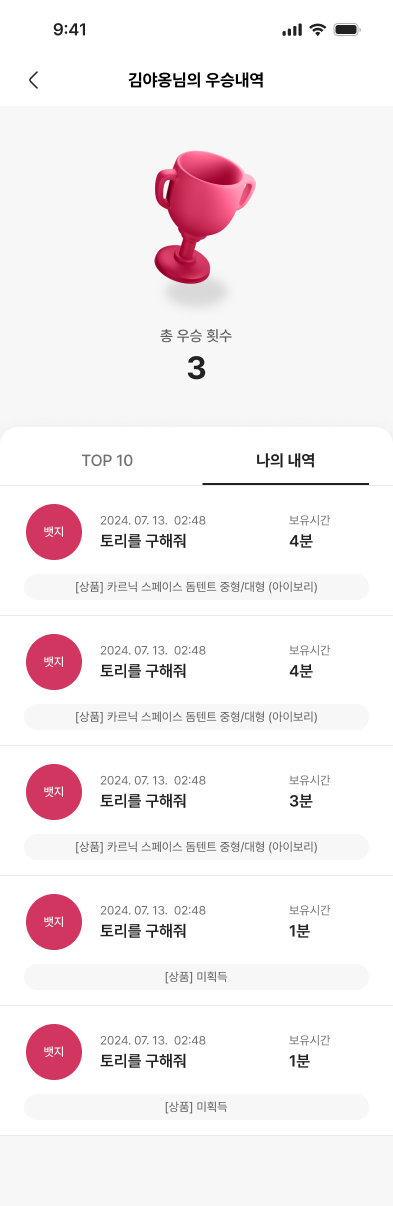 9:41
김야옹님의 우승내역
총 우승 횟수
3
TOP 10
나의 내역
뱃지
2024. 07. 13. 02:48
보유시간
토리를 구해줘
4분
[상품] 카르닉 스페이스 돔텐트 중형/대형 (아이보리)
뱃지
2024. 07. 13. 02:48
보유시간
토리를 구해줘
4분
[상품] 카르닉 스페이스 돔텐트 중형/대형 (아이보리)
뱃지
2024. 07. 13. 02:48
보유시간
토리를 구해줘
3분
[상품] 카르닉 스페이스 돔텐트 중형/대형 (아이보리)
뱃지
2024. 07. 13. 02:48
보유시간
토리를 구해줘
1분
[상품] 미획득
뱃지
2024. 07. 13. 02:48
보유시간
토리를 구해줘
1분
[상품] 미획득